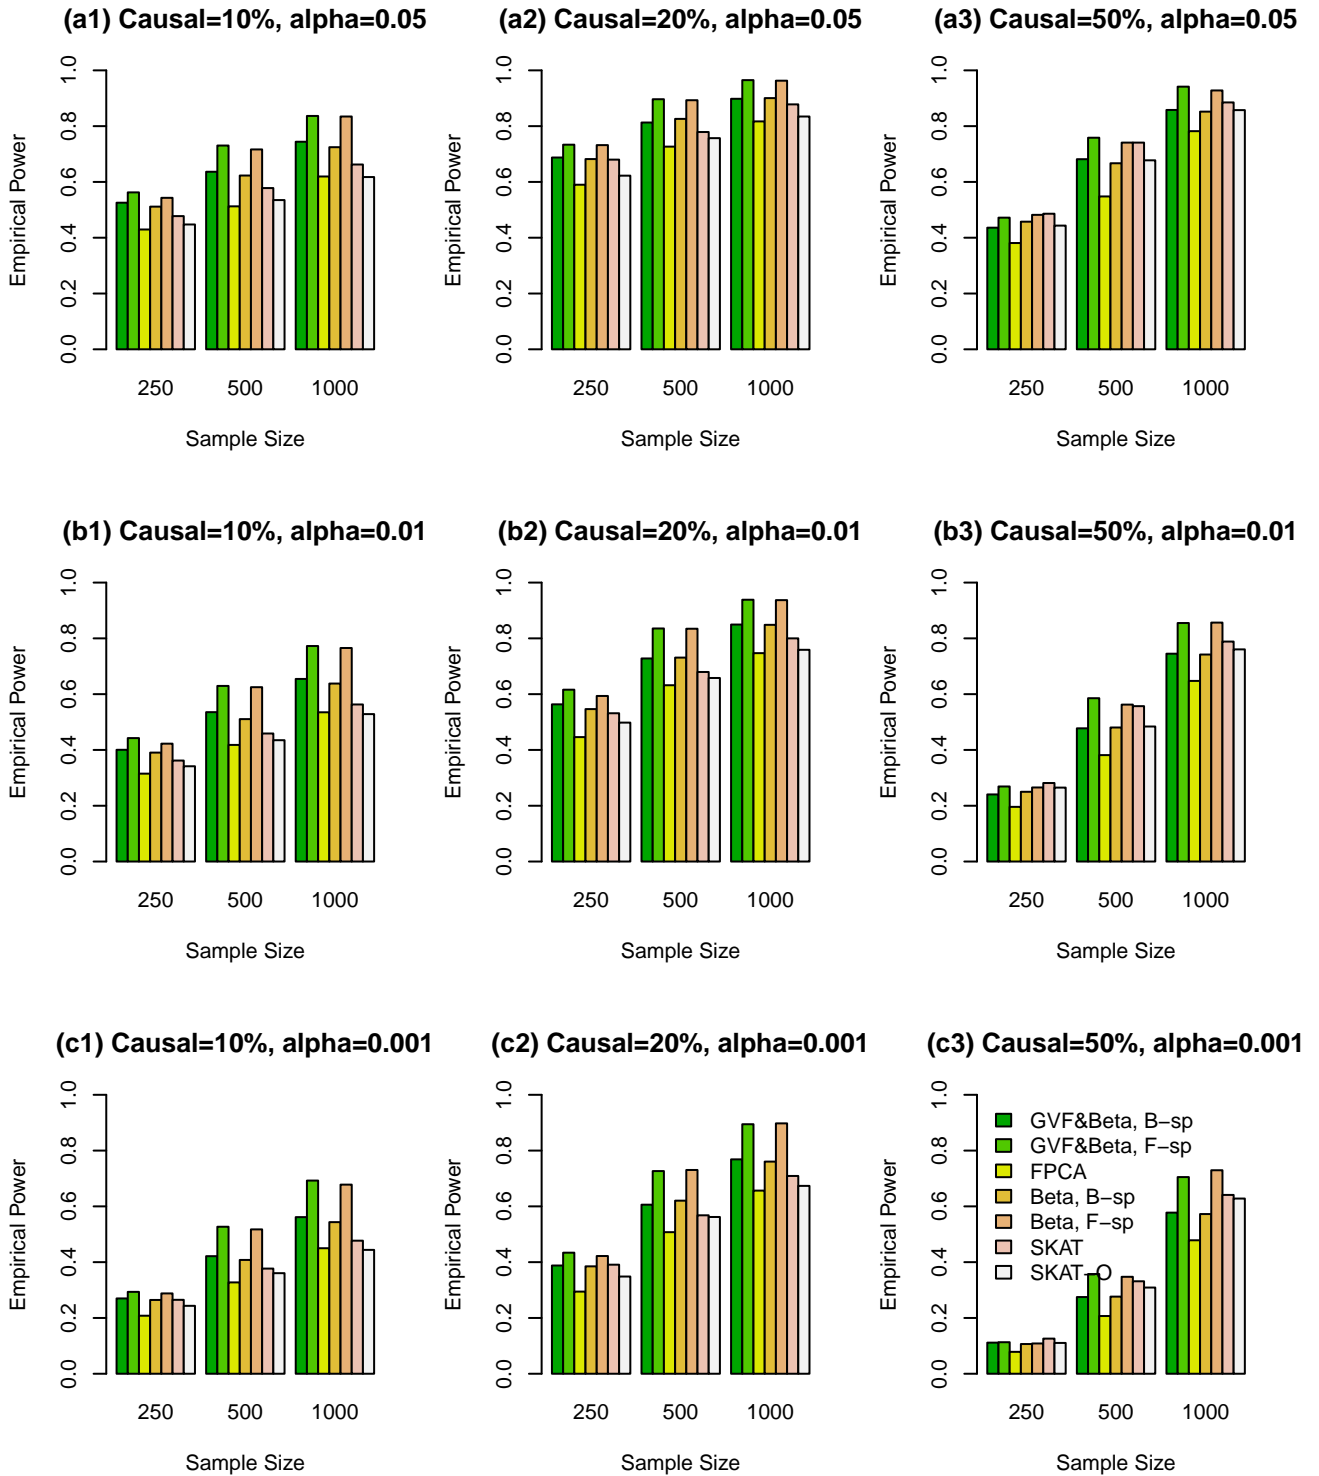 (a1) Causal=10%, alpha=0.05
Empirical Power
0.0 0.2 0.4 0.6 0.8 1.0
250 500 1000
Sample Size
(a2) Causal=20%, alpha=0.05
Empirical Power
0.0 0.2 0.4 0.6 0.8 1.0
250 500 1000
Sample Size
(a3) Causal=50%, alpha=0.05
Empirical Power
0.0 0.2 0.4 0.6 0.8 1.0
250 500 1000
Sample Size
(b1) Causal=10%, alpha=0.01
Empirical Power
0.0 0.2 0.4 0.6 0.8 1.0
250 500 1000
Sample Size
(b2) Causal=20%, alpha=0.01
Empirical Power
0.0 0.2 0.4 0.6 0.8 1.0
250 500 1000
Sample Size
(b3) Causal=50%, alpha=0.01
Empirical Power
0.0 0.2 0.4 0.6 0.8 1.0
250 500 1000
Sample Size
(c1) Causal=10%, alpha=0.001
Empirical Power
0.0 0.2 0.4 0.6 0.8 1.0
250 500 1000
Sample Size
(c2) Causal=20%, alpha=0.001
Empirical Power
0.0 0.2 0.4 0.6 0.8 1.0
250 500 1000
Sample Size
(c3) Causal=50%, alpha=0.001
Empirical Power
0.0 0.2 0.4 0.6 0.8 1.0
GVF&Beta, B−sp
GVF&Beta, F−sp
FPCA
Beta, B−sp
Beta, F−sp
SKAT
SKAT−O
250 500 1000
Sample Size